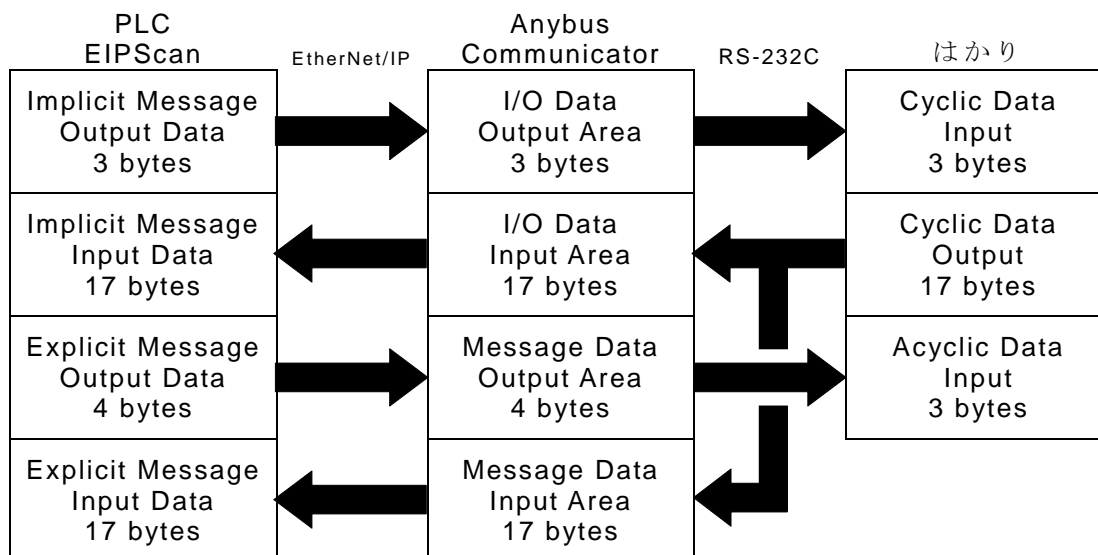 PLC
EIPScan
EtherNet/IP
Anybus
Communicator
RS-232C
はかり
Implicit Message
Output Data
3 bytes
I/O Data
Output Area
3 bytes
Cyclic Data
Input
3 bytes
Implicit Message
Input Data
17 bytes
I/O Data
Input Area
17 bytes
Cyclic Data
Output
17 bytes
Explicit Message
Output Data
4 bytes
Message Data
Output Area
4 bytes
Acyclic Data
Input
3 bytes
Explicit Message
Input Data
17 bytes
Message Data
Input Area
17 bytes